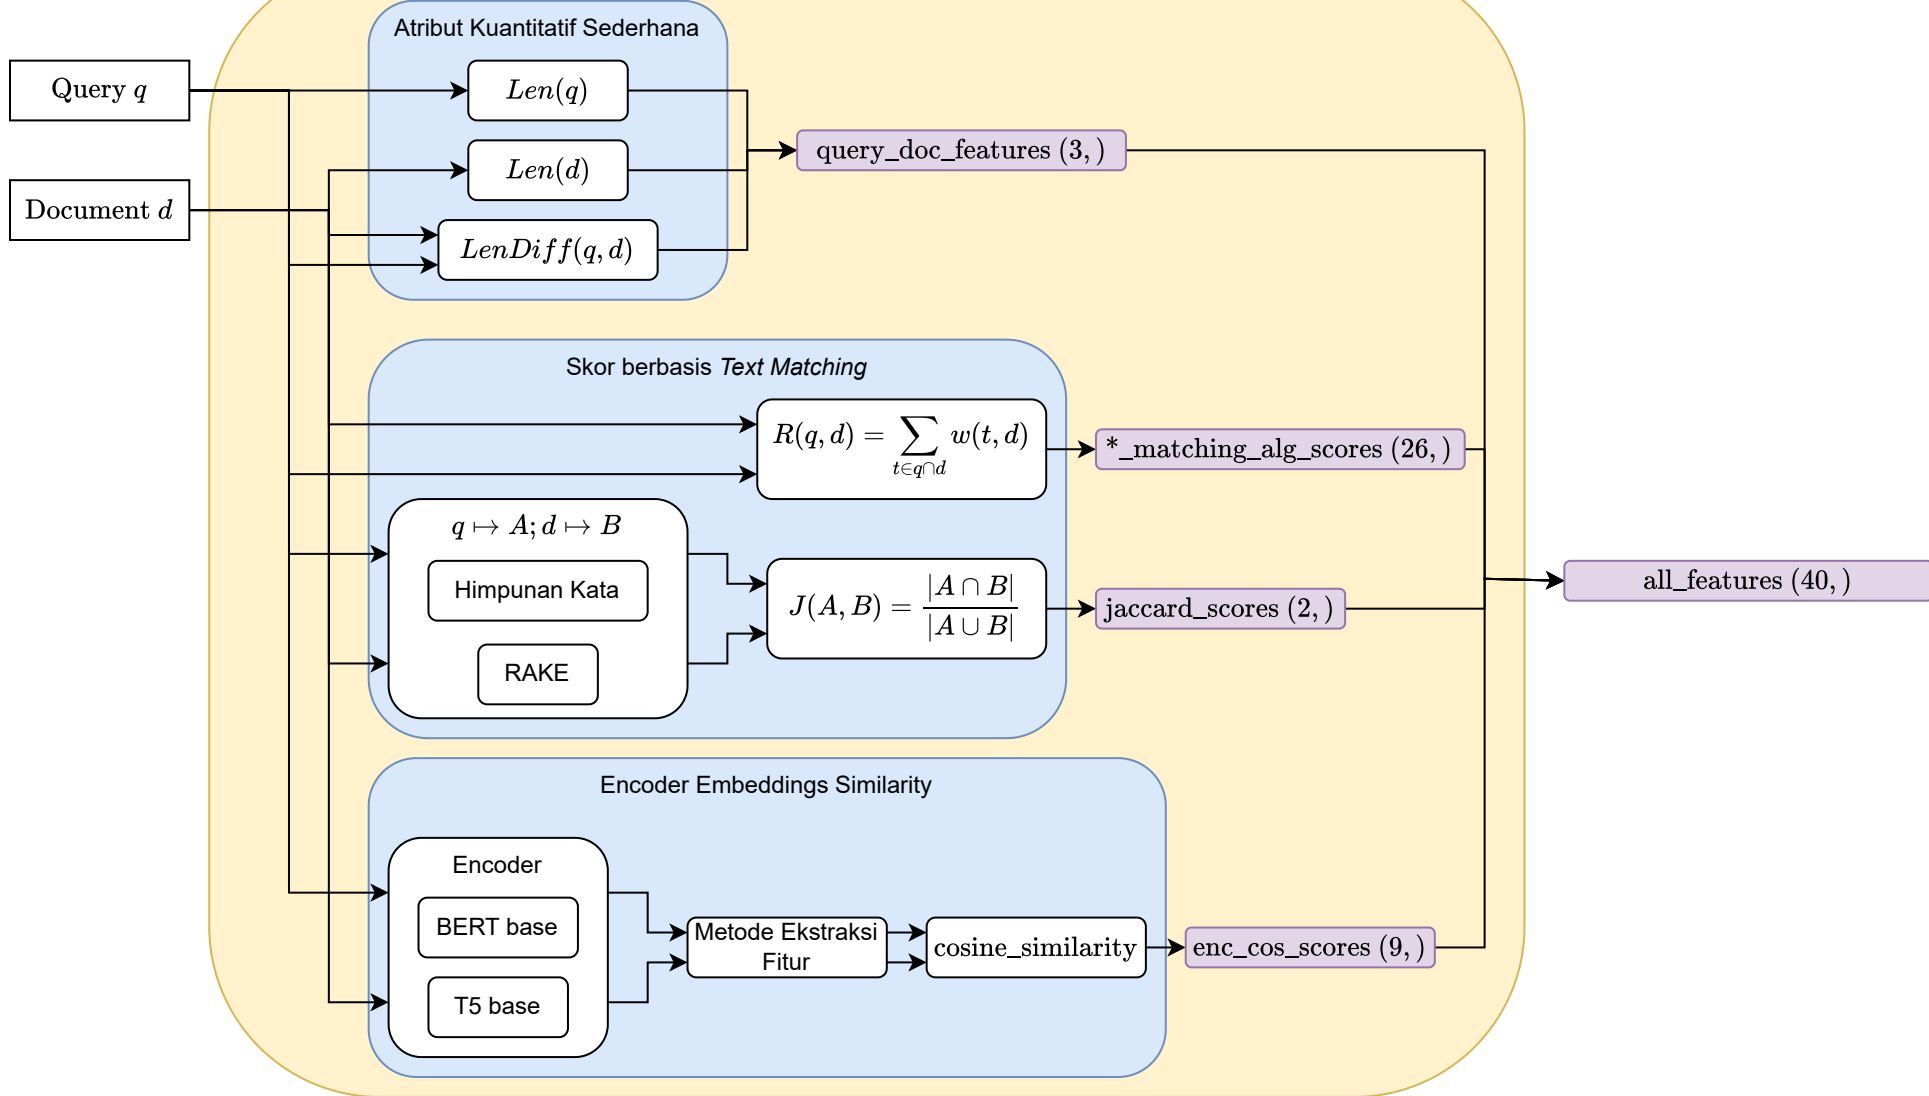 Atribut Kuantitatif Sederhana
Query q
Len(q)
Document d
Len(d)
LenDiff(q, d)
query_doc_features (3, )
Skor berbasis Text Matching
R(q, d) = ∑_{t∈q∩d} w(t, d)
*_matching_alg_scores (26, )
q ↦ A; d ↦ B
Himpunan Kata
RAKE
J(A, B) = |A ∩ B| / |A ∪ B|
jaccard_scores (2, )
all_features (40, )
Encoder Embeddings Similarity
Encoder
BERT base
T5 base
Metode Ekstraksi
Fitur
cosine_similarity
enc_cos_scores (9, )